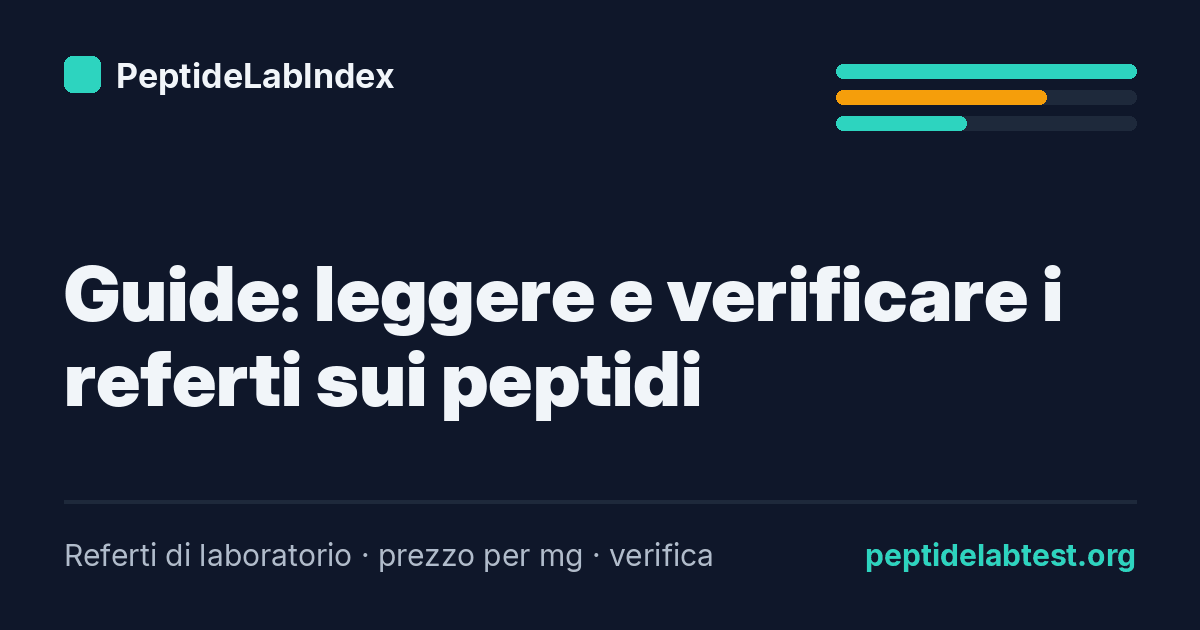 PeptideLabIndex
Guide: leggere e verificare i
referti sui peptidi
Referti di laboratorio · prezzo per mg · verifica
peptidelabtest.org